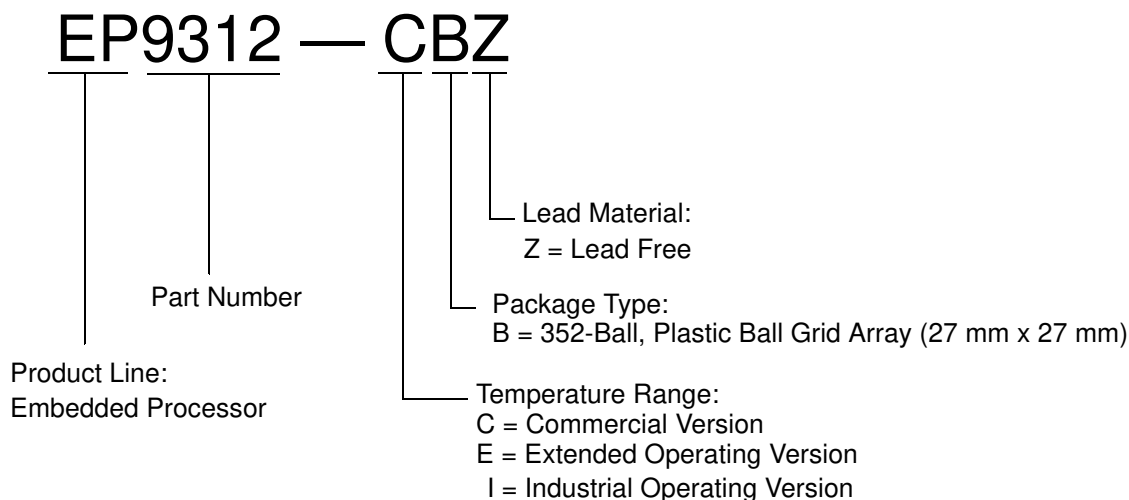 EP9312 — CBZ
Lead Material:
Z = Lead Free
Part Number
Package Type:
B = 352-Ball, Plastic Ball Grid Array (27 mm x 27 mm)
Product Line:
Embedded Processor
Temperature Range:
C = Commercial Version
E = Extended Operating Version
I = Industrial Operating Version